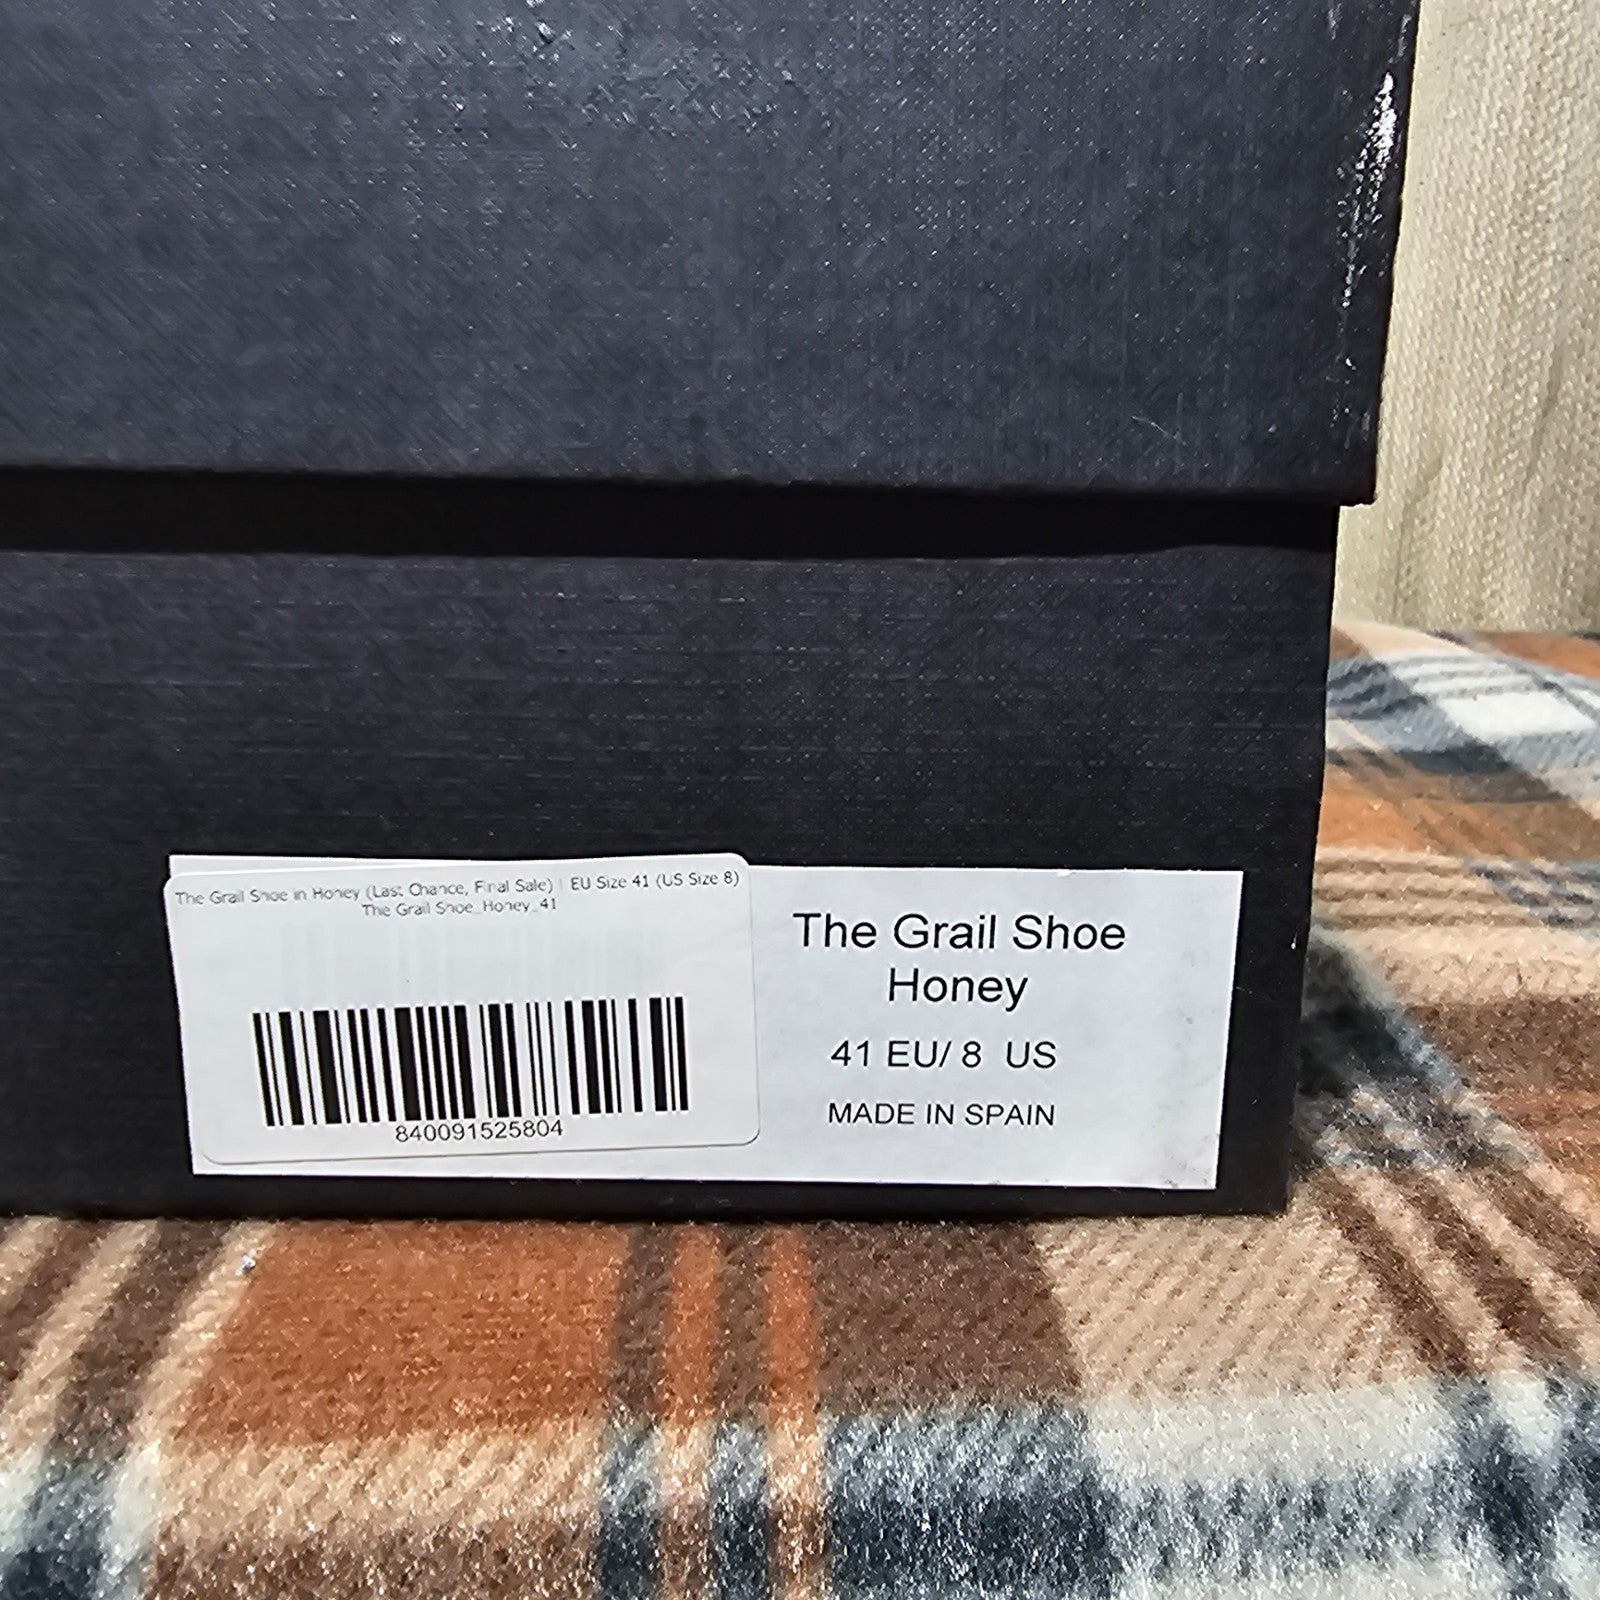 The Grail Shoe in Honey (Last Chance, Final Sale) | EU Size 41 (US Size 8)
The Grail Shoe_Honey_41
840091525804
The Grail Shoe
Honey
41 EU/ 8 US
MADE IN SPAIN